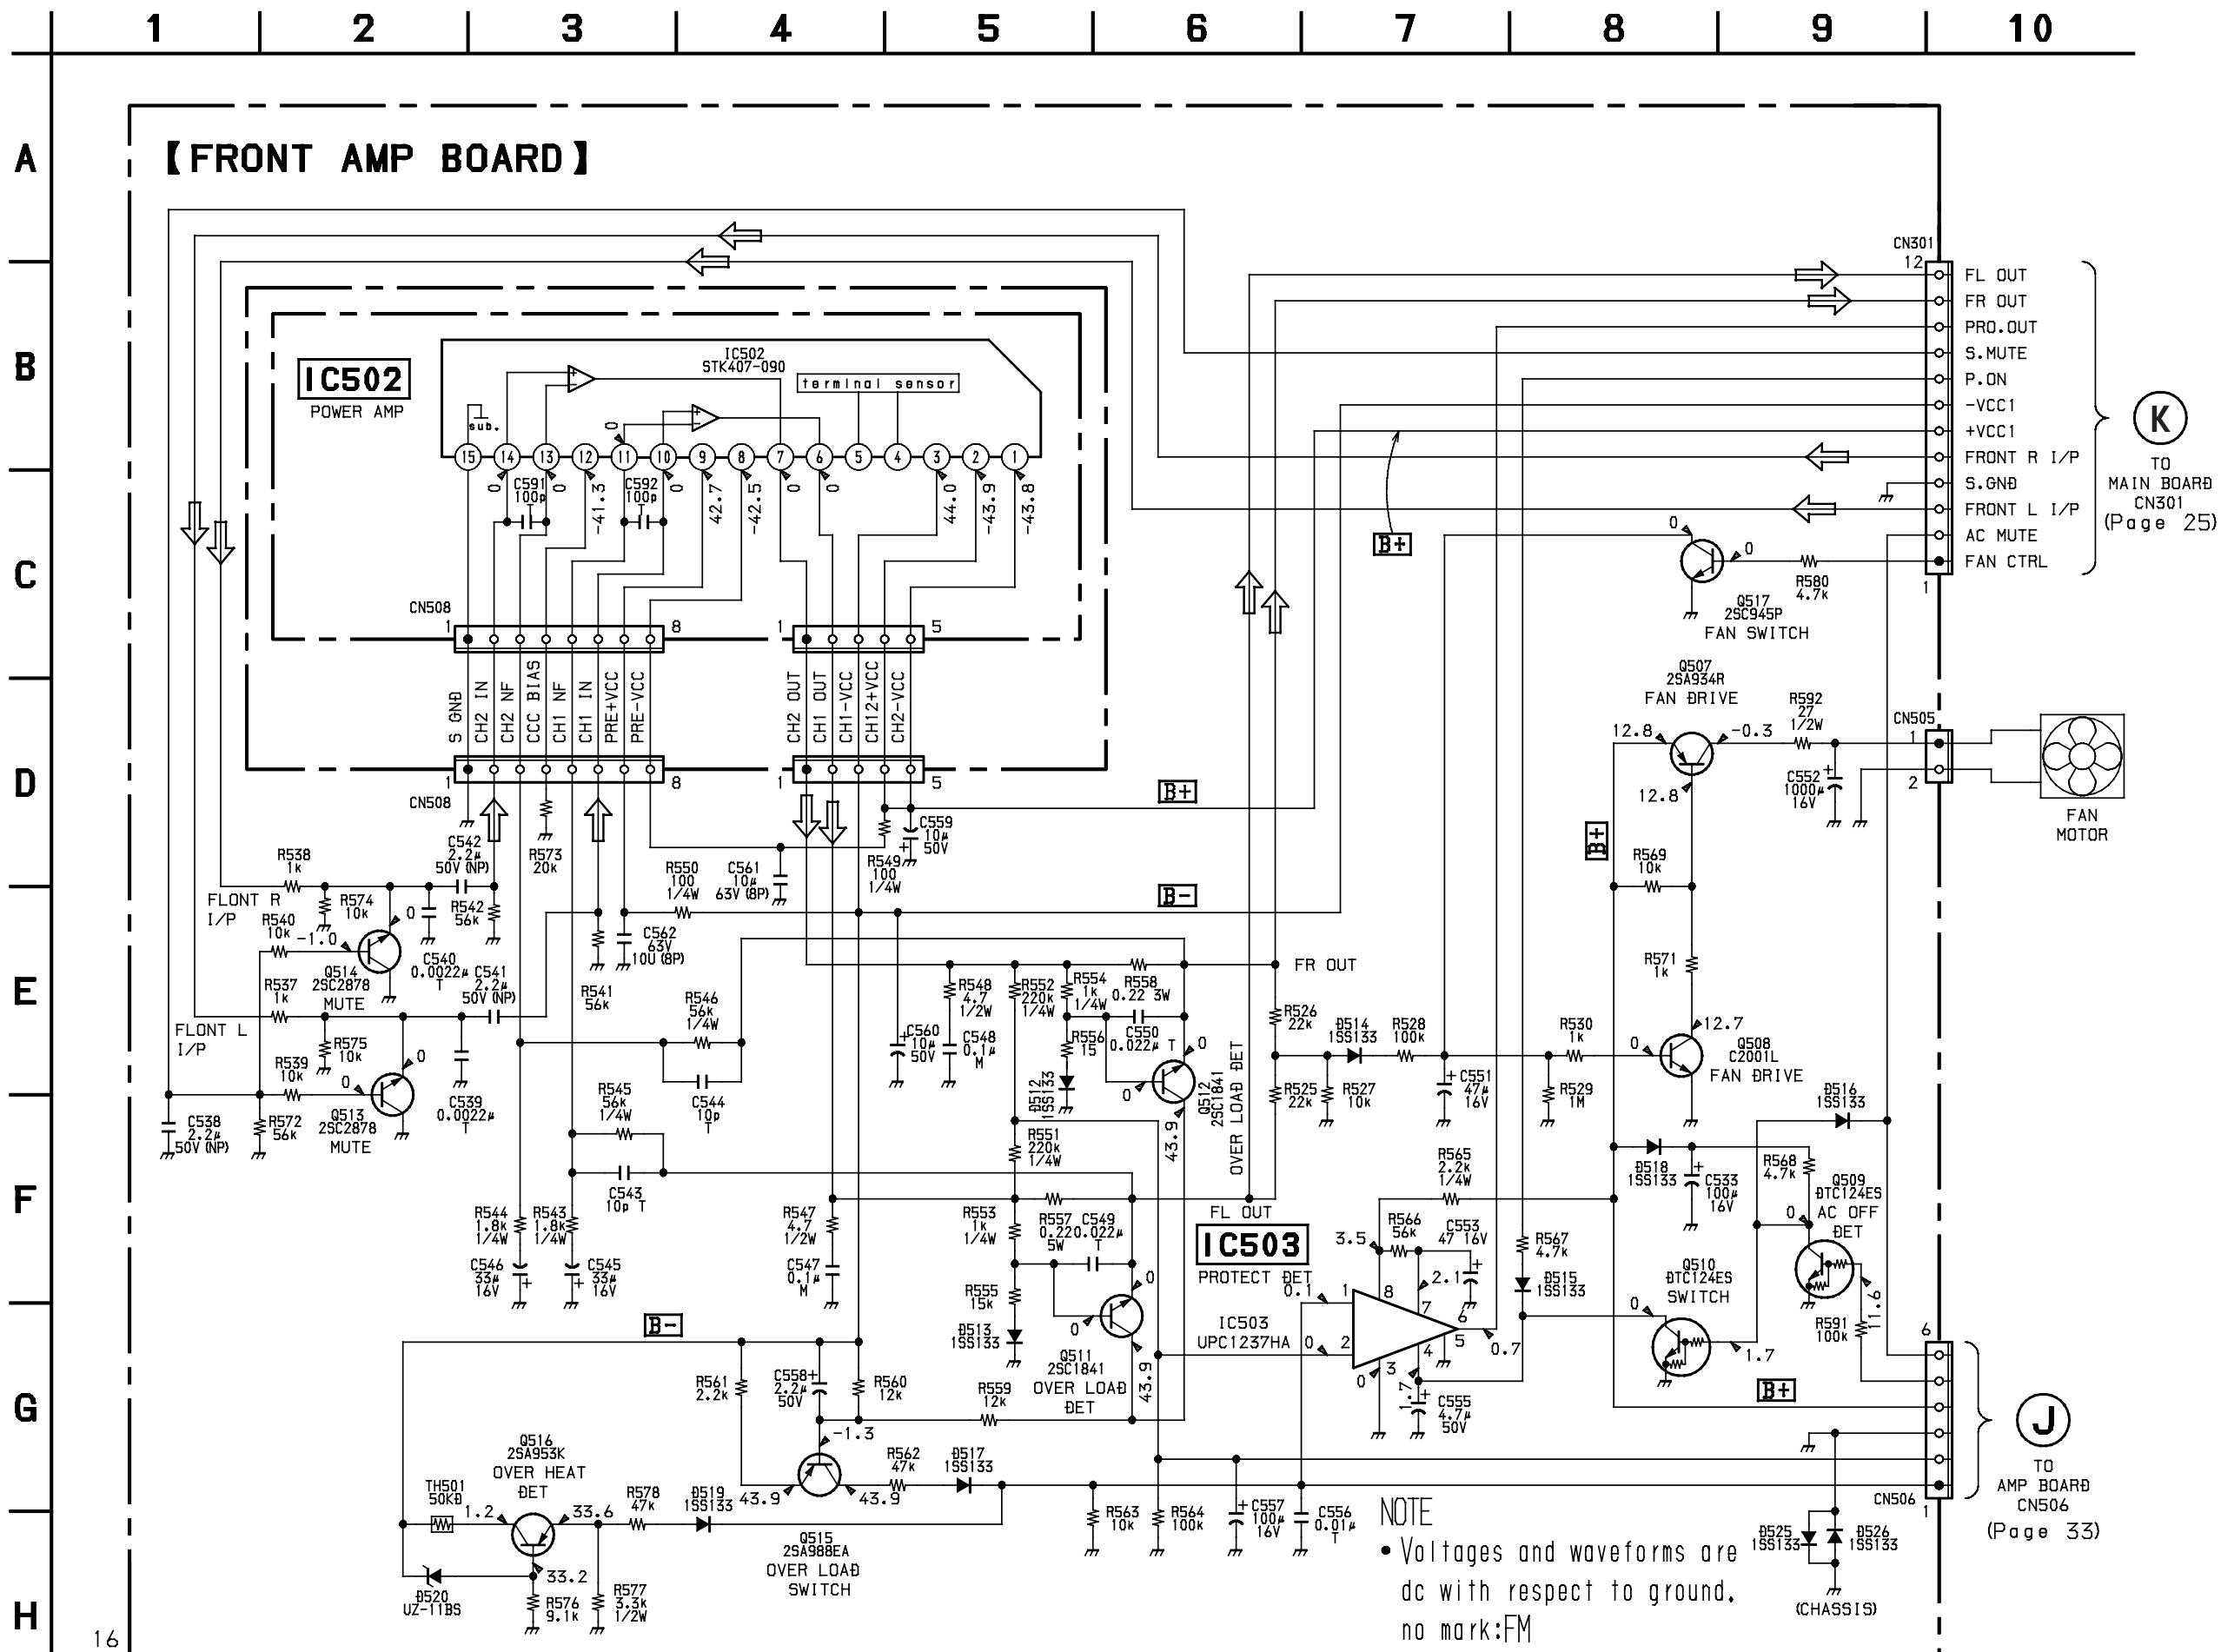 1 2 3 4 5 6 7 8 9 10
A
B
C
D
E
F
G
H
【FRONT AMP BOARD】
IC502
POWER AMP
IC502
STK407-090
terminal sensor
sub.
15 14 13 12 11 10 9 8 7 6 5 4 3 2 1
0
C591
100p
T
0
-41.3
0
C592
100p
T
0
42.7
-42.5
0
0
44.0
-43.9
-43.8
CN508
1
8
1
5
S GND
CH2 IN
CH2 NF
CCC BIAS
CH1 NF
CH1 IN
PRE+VCC
PRE-VCC
CH2 OUT
CH1 OUT
CH1-VCC
CH12+VCC
CH2-VCC
1
CN508
8
1
5
CN301
12
FL OUT
FR OUT
PRO.OUT
S.MUTE
P.ON
-VCC1
+VCC1
FRONT R I/P
S.GND
FRONT L I/P
AC MUTE
FAN CTRL
1
K
TO
MAIN BOARD
CN301
(Page 25)
B+
0
0
R580
4.7k
Q517
2SC945P
FAN SWITCH
Q507
2SA934R
FAN DRIVE
12.8
-0.3
12.8
R592
27
1/2W
C552
1000µ
16V
CN505
1
2
FAN
MOTOR
B+
B-
B+
R569
10k
R571
1k
12.7
Q508
C2001L
FAN DRIVE
0
R530
1k
R529
1M
R538
1k
C542
2.2µ
50V(NP)
R573
20k
R550
100
1/4W
C561
10µ
63V(8P)
R549
100
1/4W
C559
10µ
50V
FLONT R
I/P
R540
10k
-1.0
R574
10k
0
R542
56k
Q514
2SC2878
MUTE
C540
0.0022µ
T
C541
2.2µ
50V(NP)
R537
1k
FLONT L
I/P
R575
10k
0
R539
10k
0
Q513
2SC2878
MUTE
C539
0.0022µ
T
C538
2.2µ
50V(NP)
R572
56k
R541
56k
C562
63V
10U(8P)
R546
56k
1/4W
C544
10p
T
R545
56k
1/4W
C543
10p T
R544
1.8k
1/4W
R543
1.8k
1/4W
C546
33µ
16V
C545
33µ
16V
C560
10µ
50V
R548
4.7
1/2W
C548
0.1µ
M
R552
220k
1/4W
R554
1k
1/4W
R558
0.22 3W
R556
15
C550
0.022µ T
D512
1SS133
0
0
Q512
2SC1841
OVER LOAD DET
43.9
FR OUT
R526
22k
R525
22k
R527
10k
D514
1SS133
R528
100k
C551
47µ
16V
R551
220k
1/4W
R547
4.7
1/2W
C547
0.1µ
M
R553
1k
1/4W
R557
0.22
5W
C549
0.022µ
T
R555
15k
D513
1SS133
0
0
Q511
2SC1841
OVER LOAD
DET
43.9
FL OUT
IC503
PROTECT DET
0.1
IC503
UPC1237HA
0
1
2
8
7
6
5
4
3
3.5
R566
56k
R565
2.2k
1/4W
C553
47 16V
2.1
0
1.7
0.7
C555
4.7µ
50V
R567
4.7k
D515
1SS133
D516
1SS133
D518
1SS133
C533
100µ
16V
R568
4.7k
Q509
DTC124ES
AC OFF
DET
0
Q510
DTC124ES
SWITCH
0
1.7
R591
100k
11.6
B+
6
CN506
1
J
TO
AMP BOARD
CN506
(Page 33)
B-
R561
2.2k
C558
2.2µ
50V
R560
12k
R559
12k
-1.3
43.9
43.9
Q515
2SA988EA
OVER LOAD
SWITCH
R562
47k
D517
1SS133
Q516
2SA953K
OVER HEAT
DET
TH501
50KD
1.2
33.6
33.2
R578
47k
D519
1SS133
D520
UZ-11BS
R576
9.1k
R577
3.3k
1/2W
R563
10k
R564
100k
C557
100µ
16V
C556
0.01µ
T
D525
1SS133
D526
1SS133
(CHASSIS)
NOTE
• Voltages and waveforms are
dc with respect to ground.
no mark:FM
16